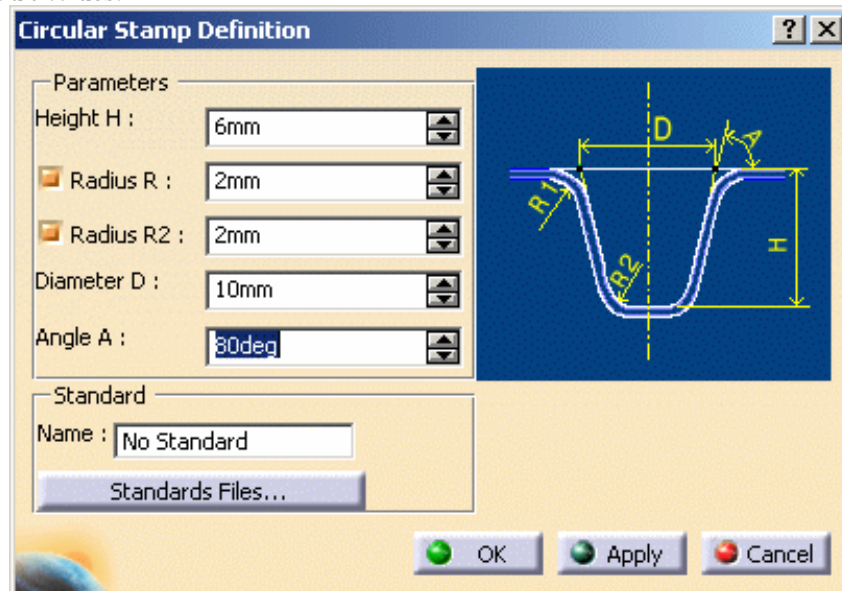 Circular Stamp Definition ? X
Parameters
Height H : 6mm
Radius R : 2mm
Radius R2 : 2mm
Diameter D : 10mm
Angle A : 80deg
Standard
Name : No Standard
Standards Files...
D
A
R1
H
R2
OK Apply Cancel